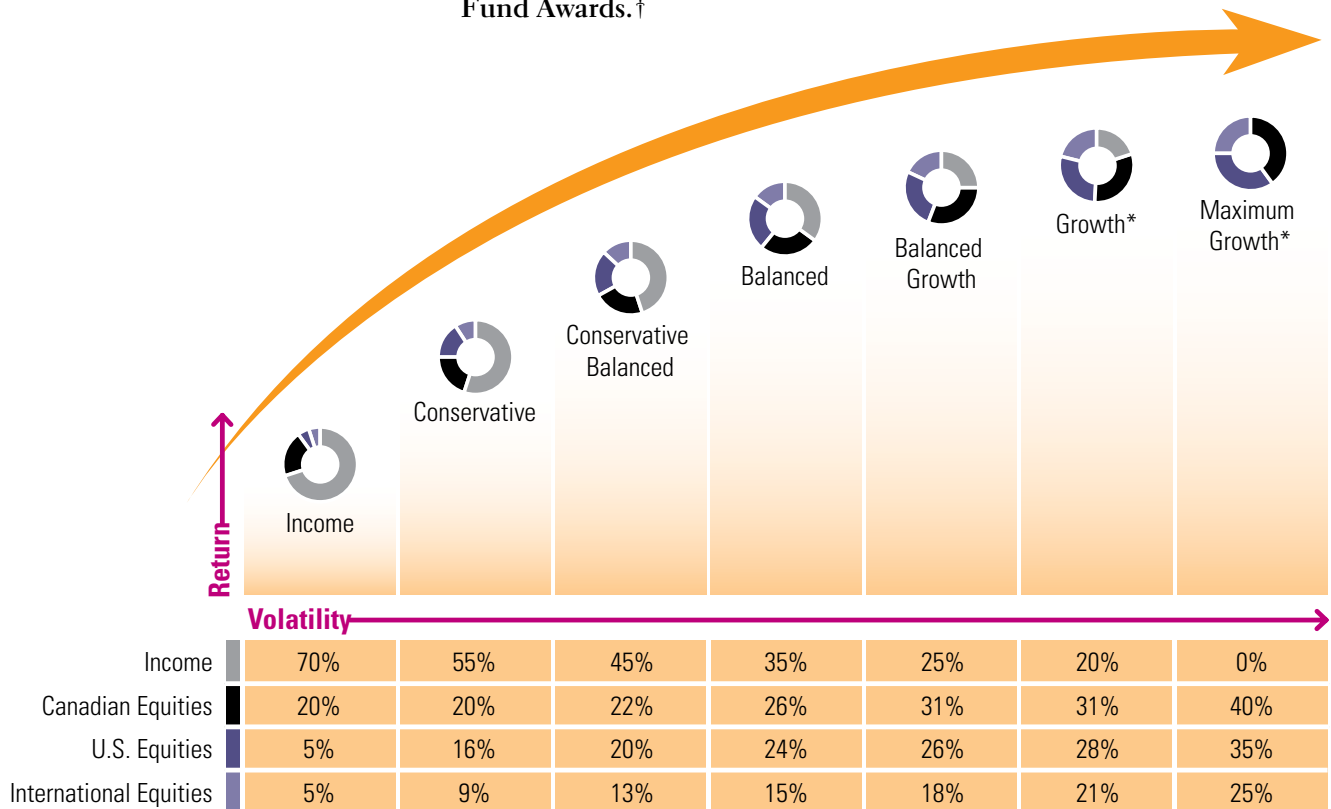 Fund Awards.†
Maximum
Growth*
Growth*
Balanced
Growth
Balanced
Conservative
Balanced
Conservative
Income
Return
Volatility
Income 70% 55% 45% 35% 25% 20% 0%
Canadian Equities 20% 20% 22% 26% 31% 31% 40%
U.S. Equities 5% 16% 20% 24% 26% 28% 35%
International Equities 5% 9% 13% 15% 18% 21% 25%